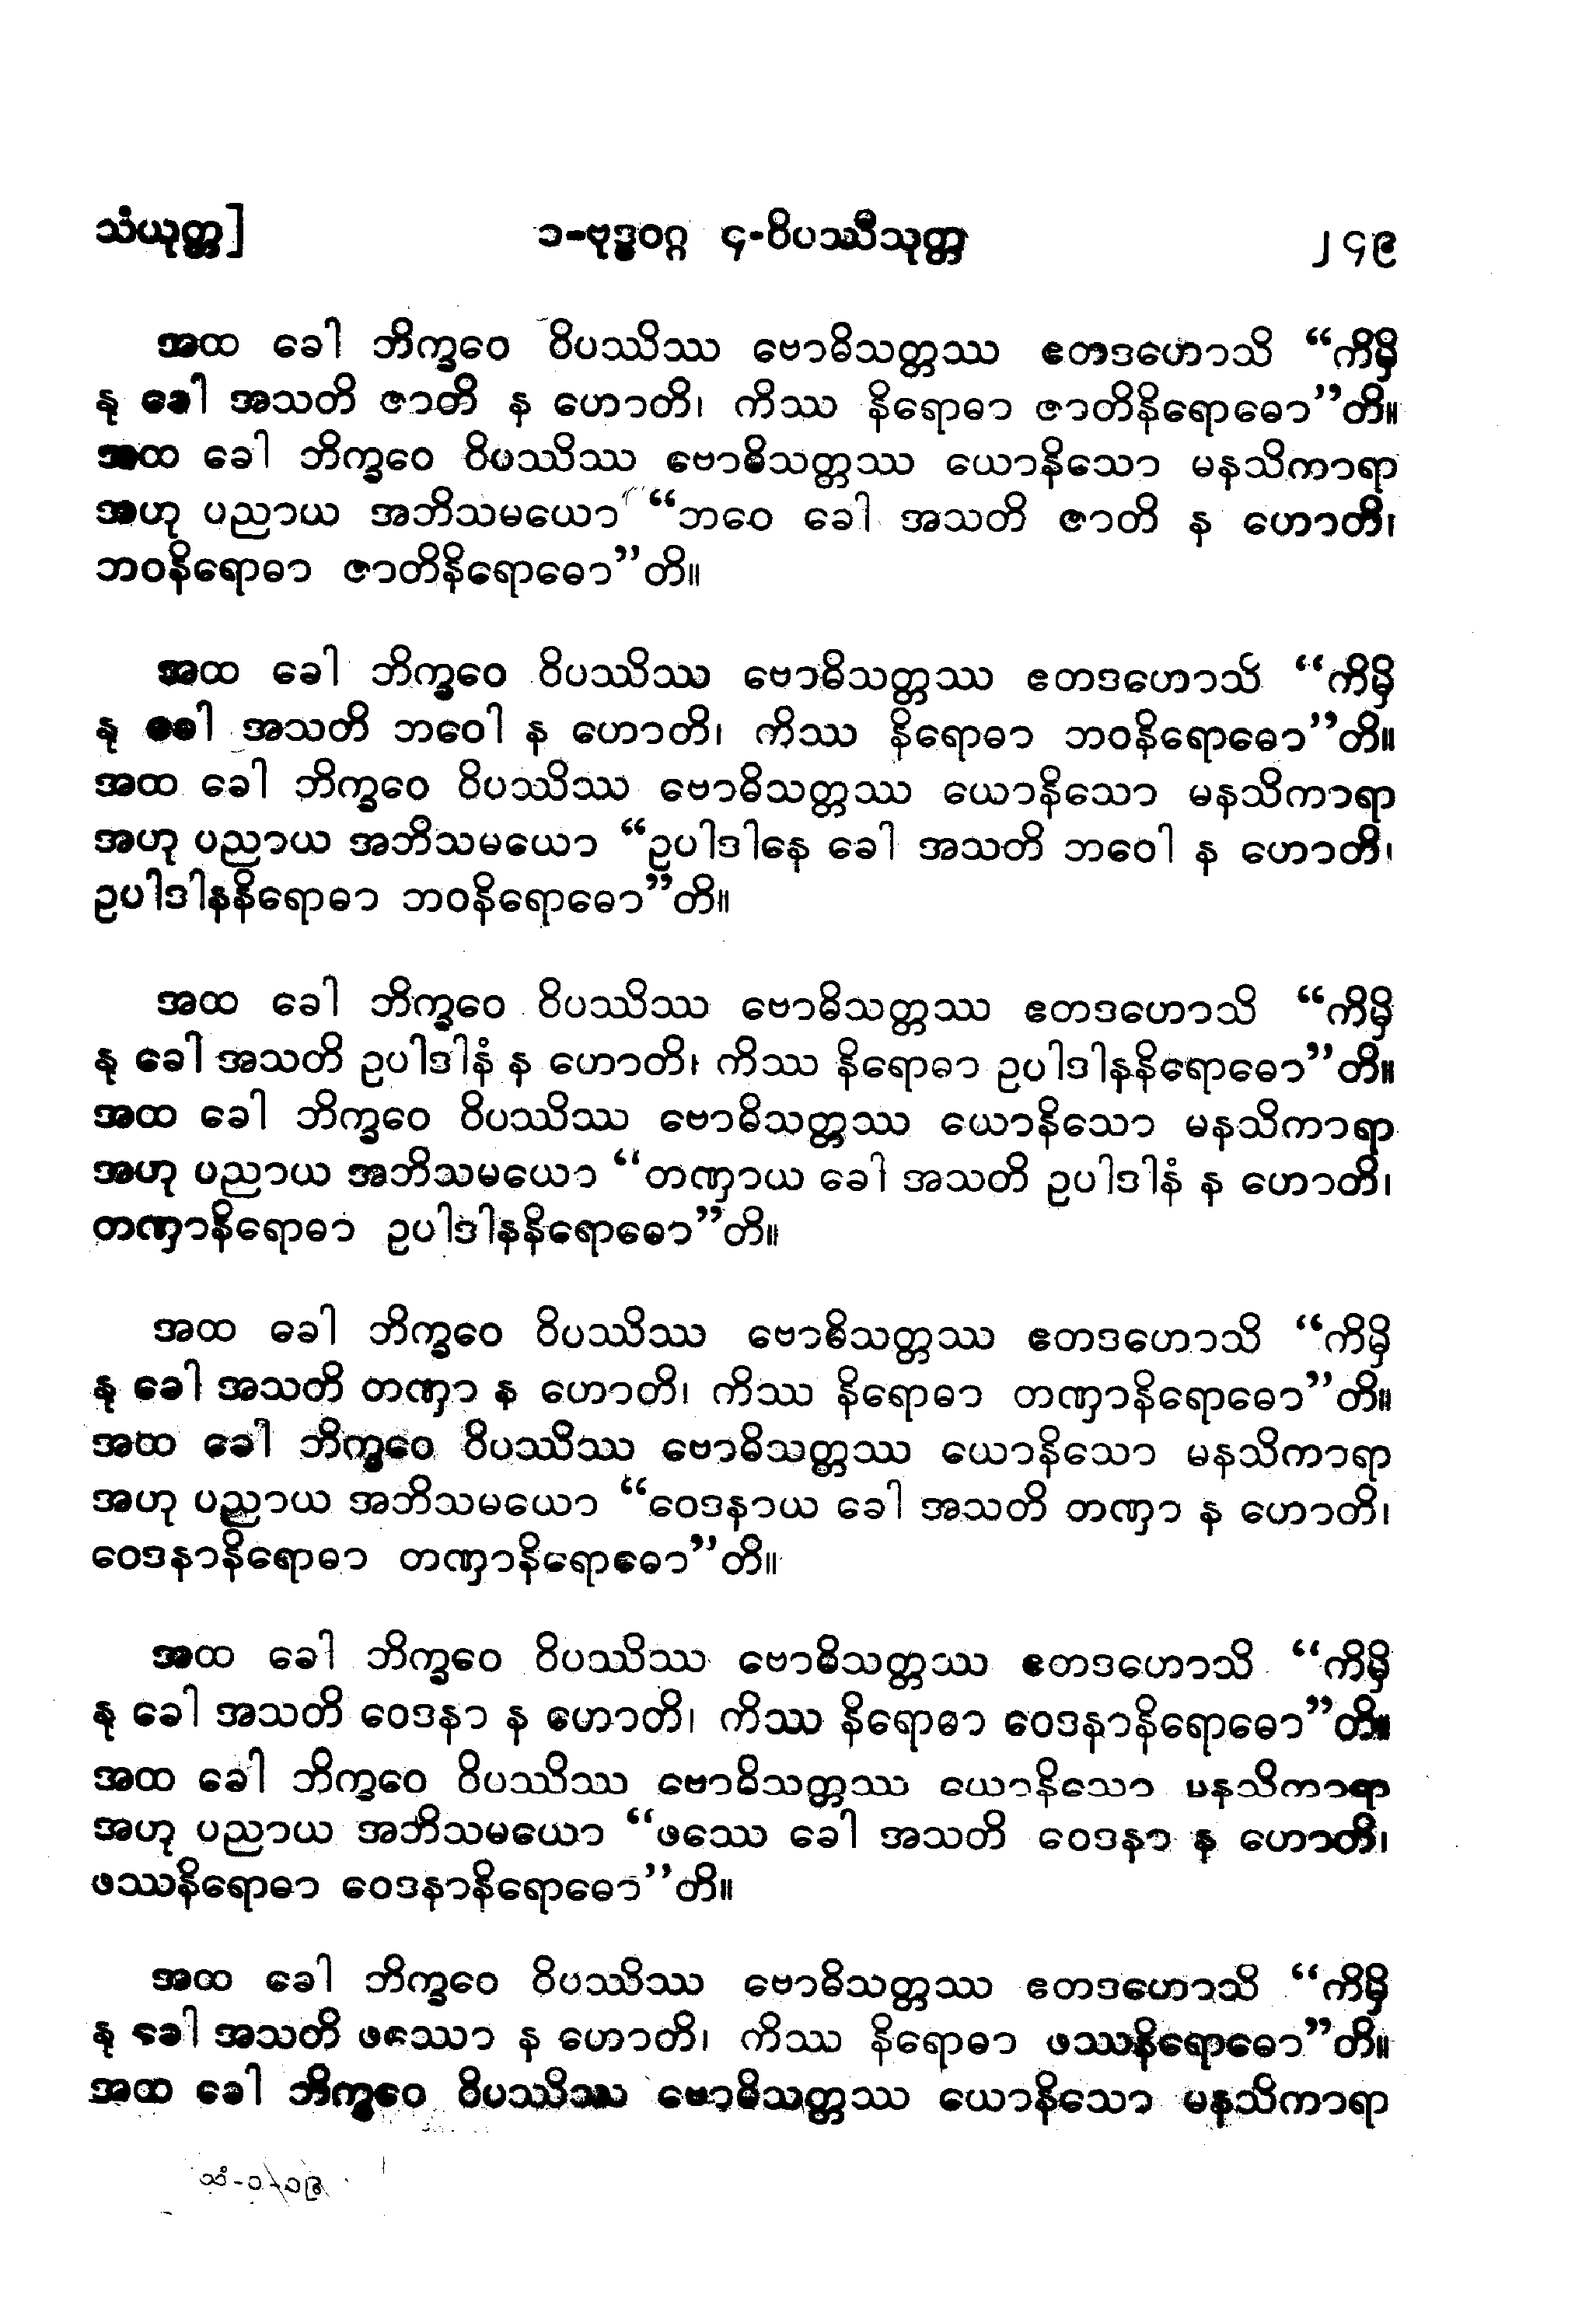 သံယုတ္တ]
၁-ဗုဒ္ဓဝဂ္ဂ ၄-ဝိပဿီသုတ္တ
၂၄၉
အထ ခေါ ဘိက္ခဝေ ဝိပဿိဿ ဗောဓိသတ္တဿ ဧတဒဟောသိ “ကိမှိ
နု ခေါ အသတိ ဇာတိ န ဟောတိ၊ ကိဿ နိရောဓာ ဇာတိနိရောဓော”တိ။
အထ ခေါ ဘိက္ခဝေ ဝိပဿိဿ ဗောဓိသတ္တဿ ယောနိသော မနသိကာရာ
အဟု ပညာယ အဘိသမယော “ဘဝေ ခေါ အသတိ ဇာတိ န ဟောတိ၊
ဘဝနိရောဓာ ဇာတိနိရောဓော”တိ။
အထ ခေါ ဘိက္ခဝေ ဝိပဿိဿ ဗောဓိသတ္တဿ ဧတဒဟောသိ “ကိမှိ
နု ခေါ အသတိ ဘဝေါ န ဟောတိ၊ ကိဿ နိရောဓာ ဘဝနိရောဓော”တိ။
အထ ခေါ ဘိက္ခဝေ ဝိပဿိဿ ဗောဓိသတ္တဿ ယောနိသော မနသိကာရာ
အဟု ပညာယ အဘိသမယော “ဥပါဒါနေ ခေါ အသတိ ဘဝေါ န ဟောတိ၊
ဥပါဒါနနိရောဓာ ဘဝနိရောဓော”တိ။
အထ ခေါ ဘိက္ခဝေ ဝိပဿိဿ ဗောဓိသတ္တဿ ဧတဒဟောသိ “ကိမှိ
နု ခေါ အသတိ ဥပါဒါနံ န ဟောတိ၊ ကိဿ နိရောဓာ ဥပါဒါနနိရောဓော”တိ။
အထ ခေါ ဘိက္ခဝေ ဝိပဿိဿ ဗောဓိသတ္တဿ ယောနိသော မနသိကာရာ
အဟု ပညာယ အဘိသမယော “တဏှာယ ခေါ အသတိ ဥပါဒါနံ န ဟောတိ၊
တဏှာနိရောဓာ ဥပါဒါနနိရောဓော”တိ။
အထ ခေါ ဘိက္ခဝေ ဝိပဿိဿ ဗောဓိသတ္တဿ ဧတဒဟောသိ “ကိမှိ
နု ခေါ အသတိ တဏှာ န ဟောတိ၊ ကိဿ နိရောဓာ တဏှာနိရောဓော”တိ။
အထ ခေါ ဘိက္ခဝေ ဝိပဿိဿ ဗောဓိသတ္တဿ ယောနိသော မနသိကာရာ
အဟု ပညာယ အဘိသမယော “ဝေဒနာယ ခေါ အသတိ တဏှာ န ဟောတိ၊
ဝေဒနာနိရောဓာ တဏှာနိရောဓော”တိ။
အထ ခေါ ဘိက္ခဝေ ဝိပဿိဿ ဗောဓိသတ္တဿ ဧတဒဟောသိ “ကိမှိ
နု ခေါ အသတိ ဝေဒနာ န ဟောတိ၊ ကိဿ နိရောဓာ ဝေဒနာနိရောဓော”တိ။
အထ ခေါ ဘိက္ခဝေ ဝိပဿိဿ ဗောဓိသတ္တဿ ယောနိသော မနသိကာရာ
အဟု ပညာယ အဘိသမယော “ဖဿေ ခေါ အသတိ ဝေဒနာ န ဟောတိ၊
ဖဿနိရောဓာ ဝေဒနာနိရောဓော”တိ။
အထ ခေါ ဘိက္ခဝေ ဝိပဿိဿ ဗောဓိသတ္တဿ ဧတဒဟောသိ “ကိမှိ
နု ခေါ အသတိ ဖဿော န ဟောတိ၊ ကိဿ နိရောဓာ ဖဿနိရောဓော”တိ။
အထ ခေါ ဘိက္ခဝေ ဝိပဿိဿ ဗောဓိသတ္တဿ ယောနိသော မနသိကာရာ
သံ-၁-၁၉